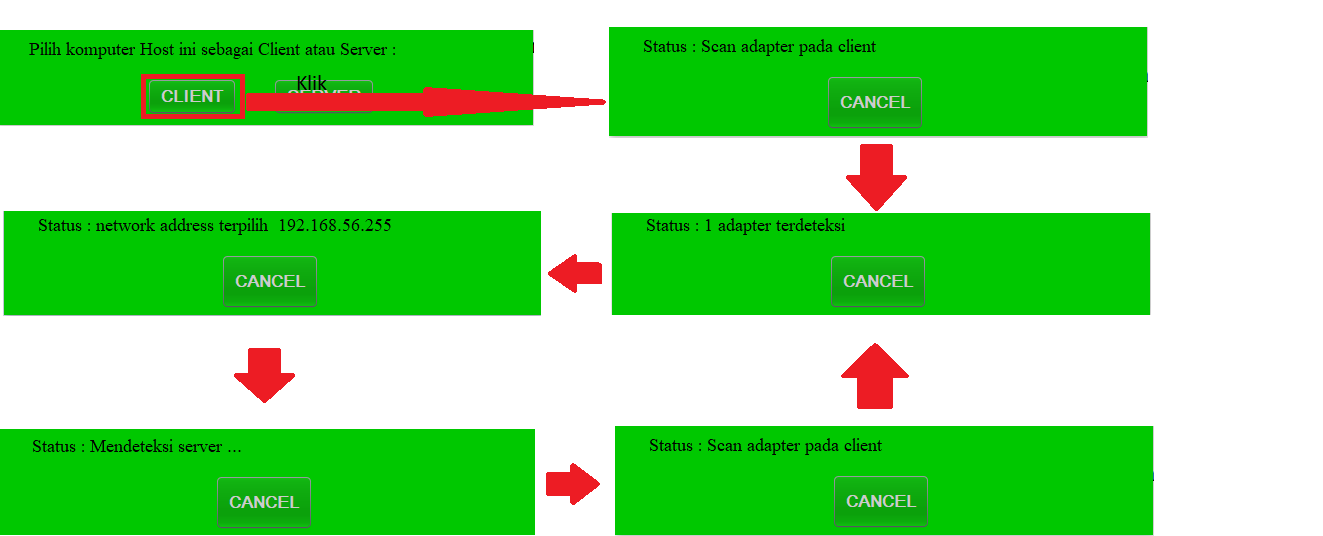 Pilih komputer Host ini sebagai Client atau Server :
Klik
CLIENT
SERVER
Status : Scan adapter pada client
CANCEL
Status : 1 adapter terdeteksi
CANCEL
Status : network address terpilih 192.168.56.255
CANCEL
Status : Mendeteksi server ...
CANCEL
Status : Scan adapter pada client
CANCEL